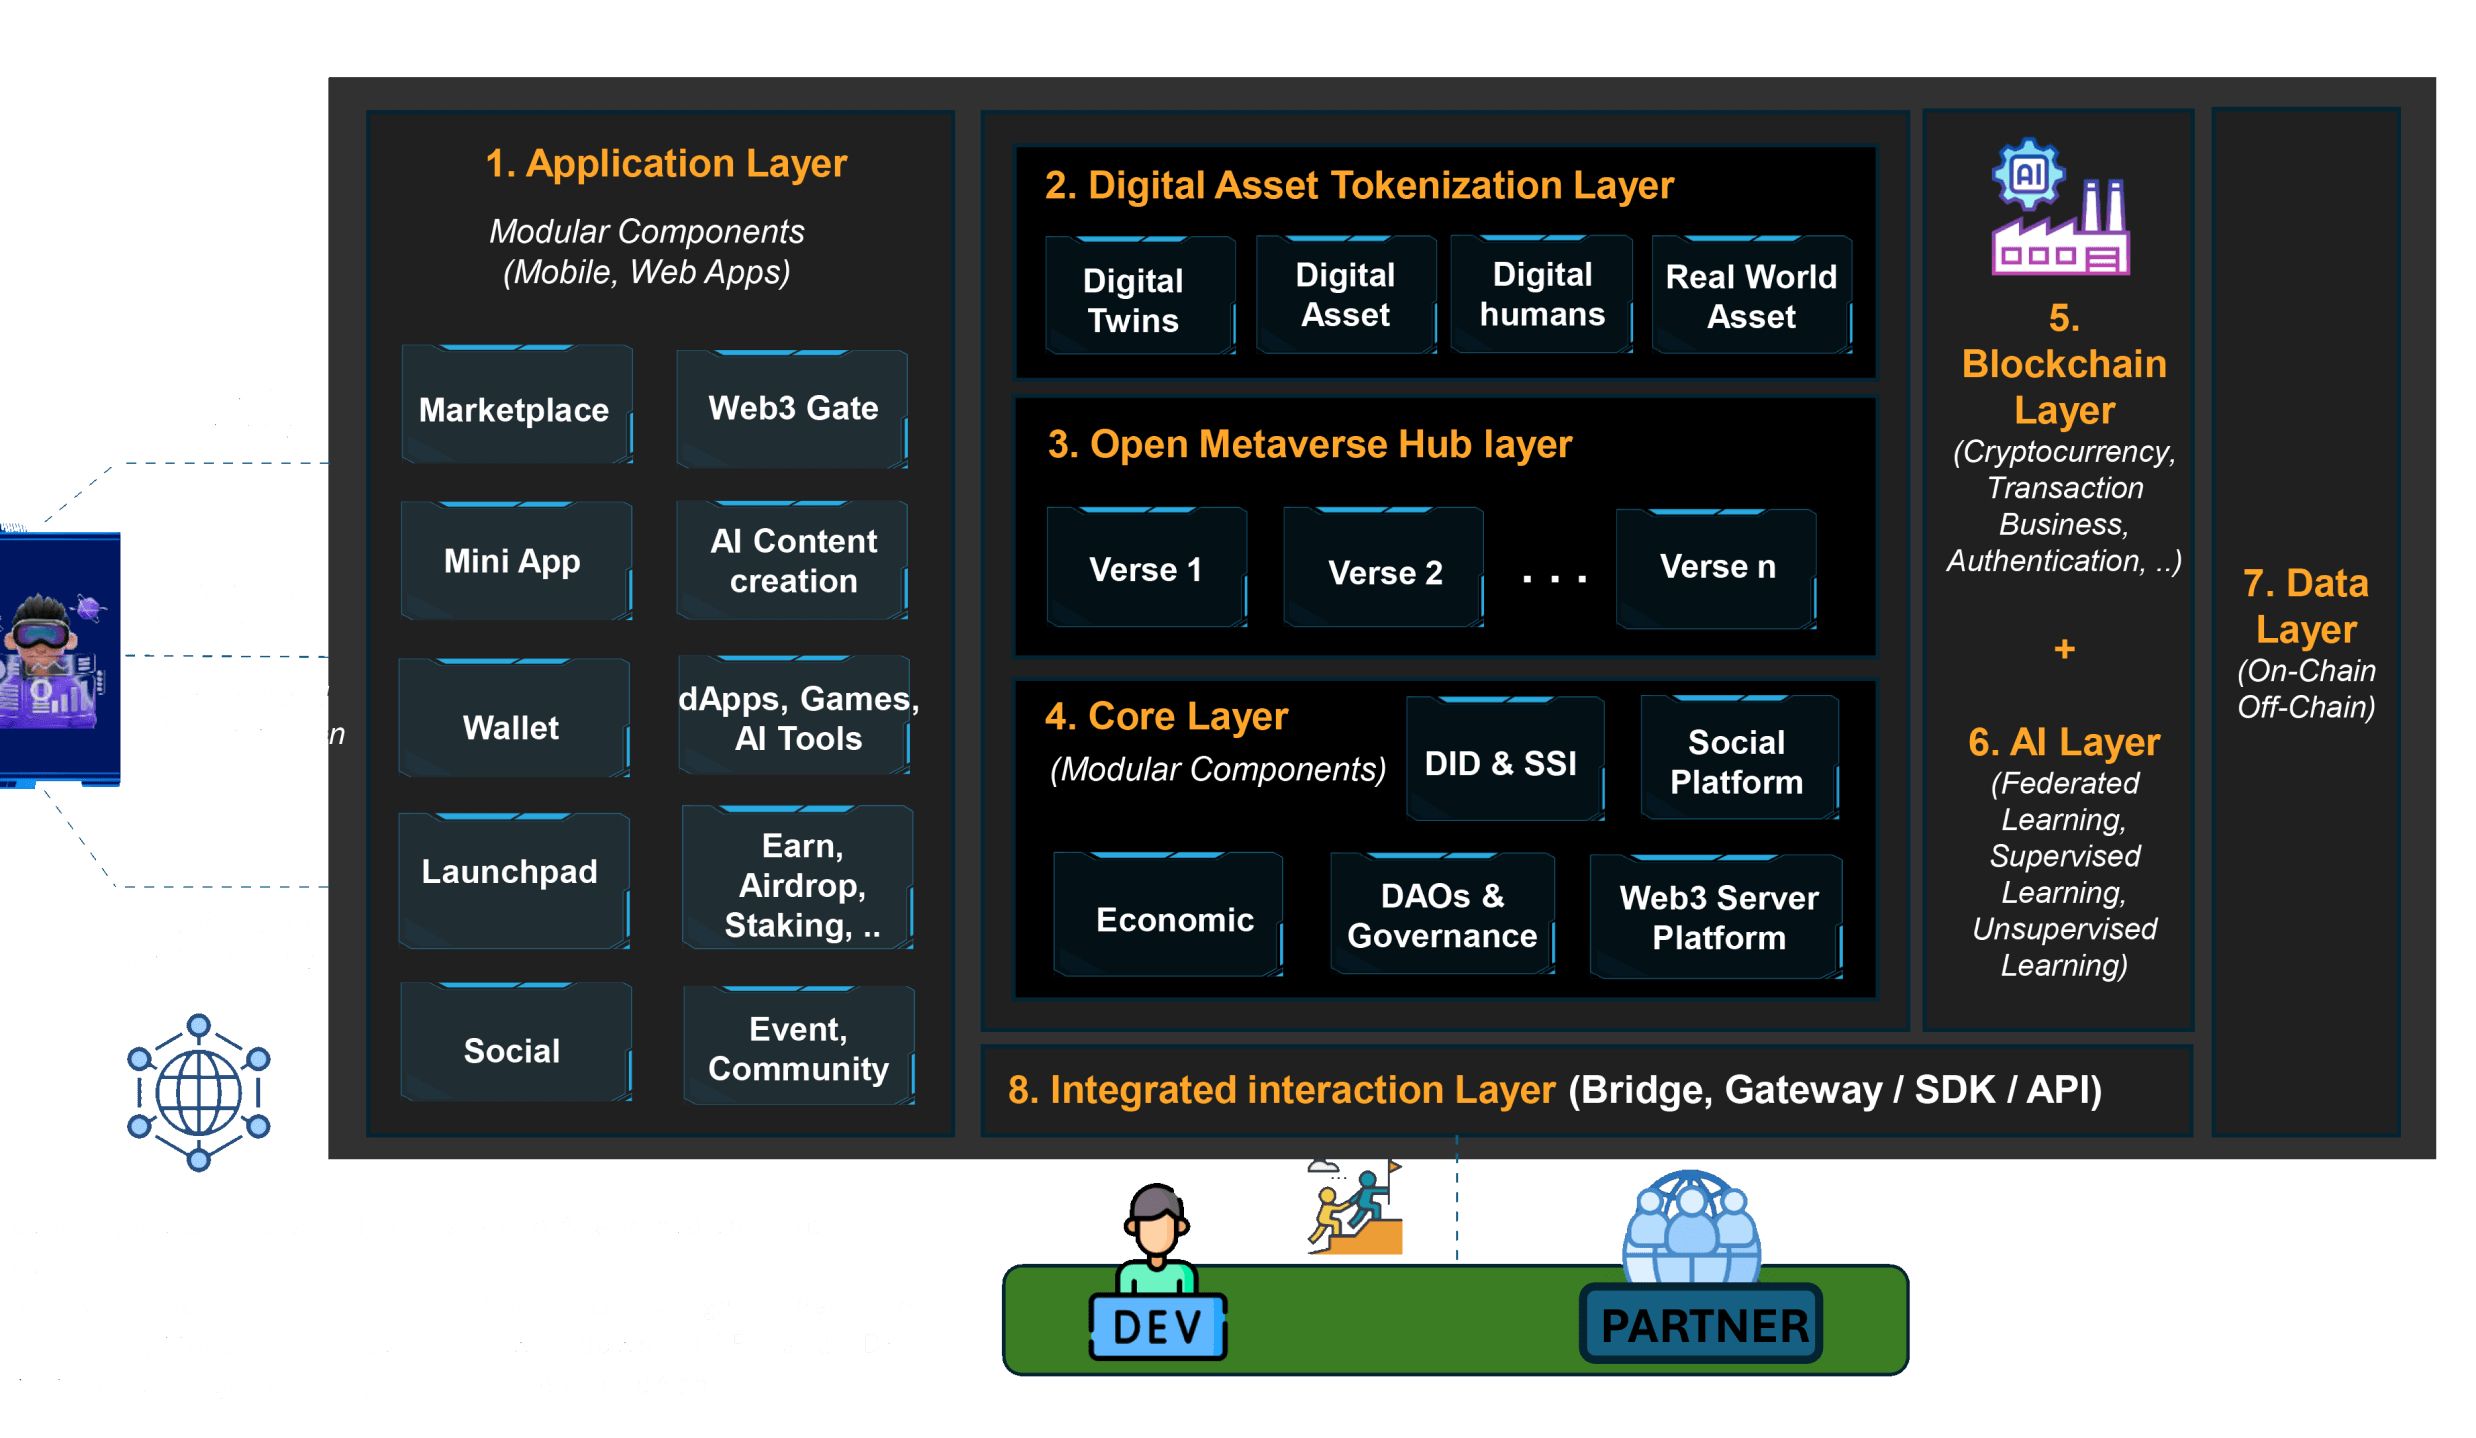 1. Application Layer
Modular Components
(Mobile, Web Apps)
Marketplace
Web3 Gate
Mini App
AI Content
creation
Wallet
dApps, Games,
AI Tools
Launchpad
Earn,
Airdrop,
Staking, ..
Social
Event,
Community
2. Digital Asset Tokenization Layer
Digital
Twins
Digital
Asset
Digital
humans
Real World
Asset
3. Open Metaverse Hub layer
Verse 1
Verse 2
. . .
Verse n
4. Core Layer
(Modular Components)
DID & SSI
Social
Platform
Economic
DAOs &
Governance
Web3 Server
Platform
AI
5.
Blockchain
Layer
(Cryptocurrency,
Transaction
Business,
Authentication, ..)
+
6. AI Layer
(Federated
Learning,
Supervised
Learning,
Unsupervised
Learning)
7. Data
Layer
(On-Chain
Off-Chain)
8. Integrated interaction Layer (Bridge, Gateway / SDK / API)
DEV
PARTNER